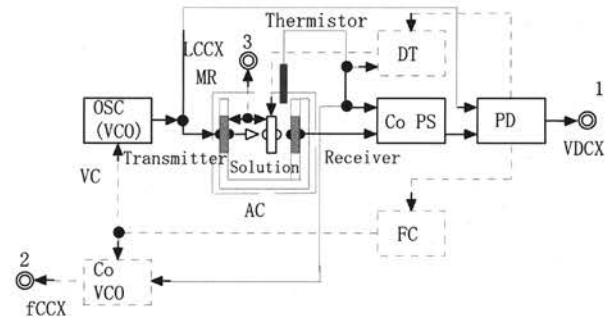 Thermistor
3
LCCX
DT
MR
1
OSC
(VCO)
Co PS
PD
Transmitter
Solution
Receiver
VDCX
VC
AC
FC
2
Co
VCO
fCCX